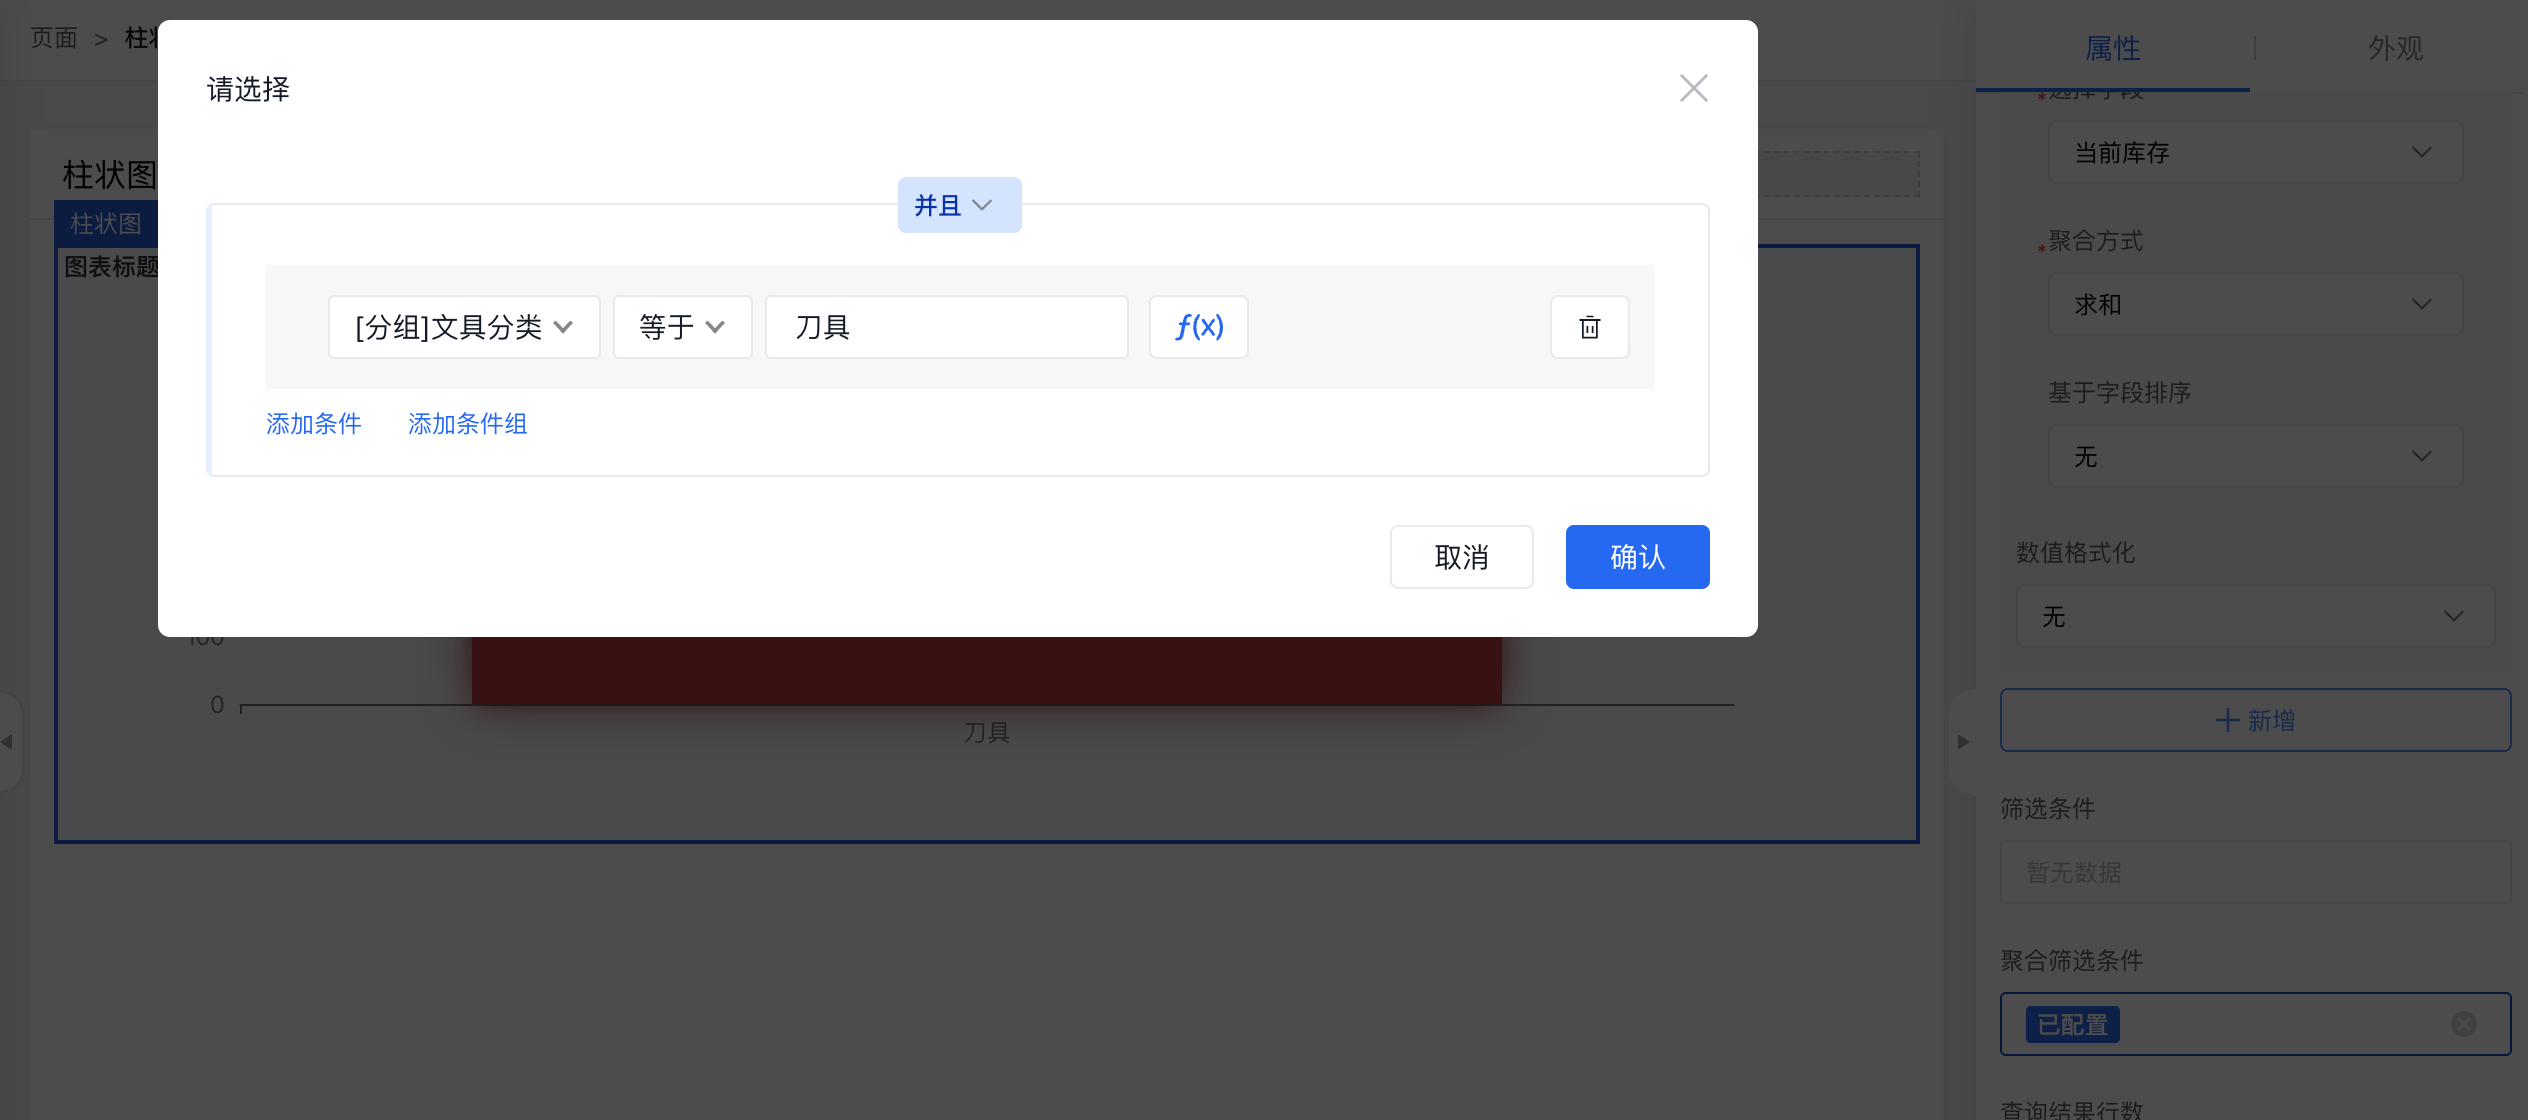 页面 > 柱
属性
外观
请选择
选择字段
当前库存
柱状图
并且
柱状图
聚合方式
图表标题
求和
[分组]文具分类
等于
刀具
f(x)
基于字段排序
添加条件
添加条件组
无
取消
确认
数值格式化
无
100
0
刀具
新增
筛选条件
暂无数据
聚合筛选条件
已配置
查询结果行数